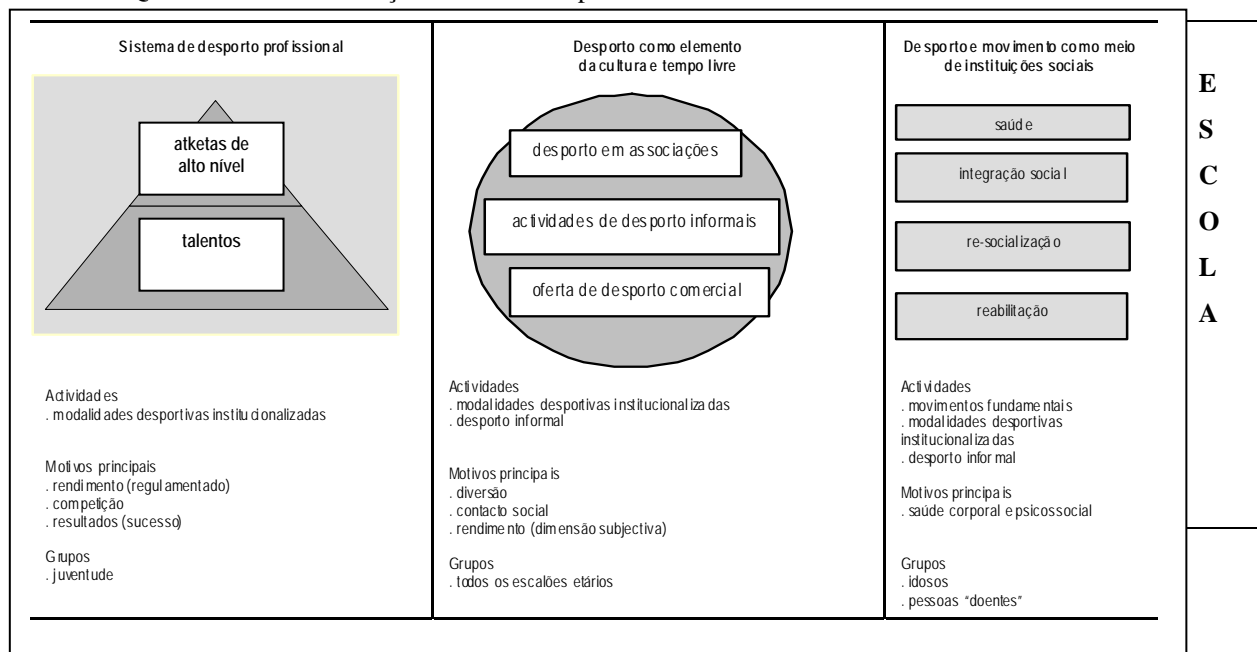 Sistema de desporto profissional
atketas de
alto nível
talentos
Actividades
. modalidades desportivas institucionalizadas
Motivos principais
. rendimento (regulamentado)
. competição
. resultados (sucesso)
Grupos
. juventude
Desporto como elemento
da cultura e tempo livre
desporto em associações
actividades de desporto informais
oferta de desporto comercial
Actividades
. modalidades desportivas institucionalizadas
. desporto informal
Motivos principais
. diversão
. contacto social
. rendimento (dimensão subjectiva)
Grupos
. todos os escalões etários
Desporto e movimento como meio
de instituições sociais
saúde
integração social
re-socialização
reabilitação
Actividades
. movimentos fundamentais
. modalidades desportivas
institucionalizadas
. desporto informal
Motivos principais
. saúde corporal e psicossocial
Grupos
. idosos
. pessoas “doentes”
E
S
C
O
L
A